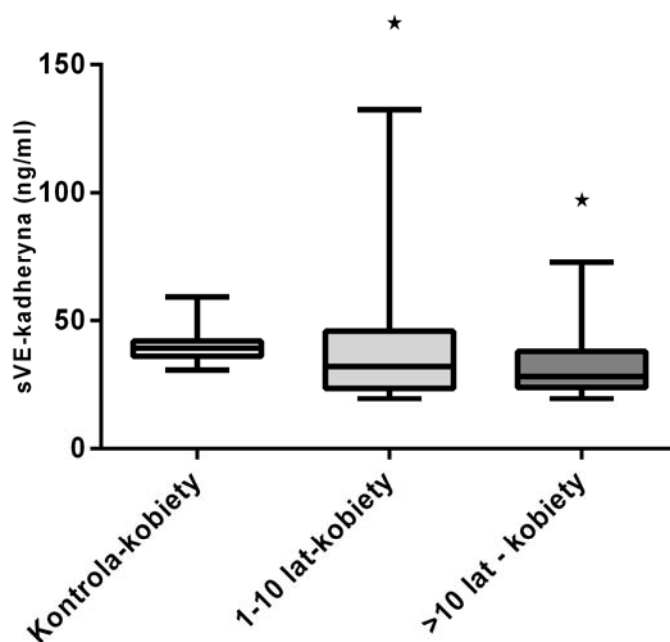 sVE-kadheryna (ng/ml)
150
100
50
0
Kontrola-kobiety
1-10 lat-kobiety
>10 lat - kobiety